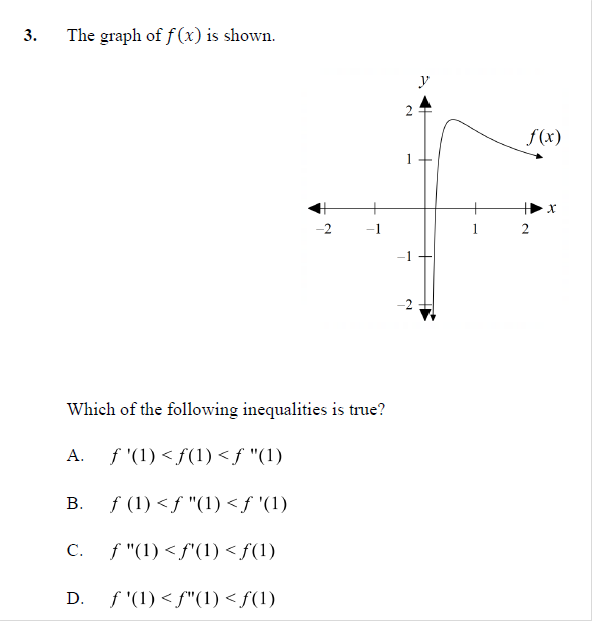 3. The graph of f(x) is shown.
y
2
f(x)
1
x
–2 –1 1 2
–1
–2
Which of the following inequalities is true?
A. f '(1) < f(1) < f "(1)
B. f (1) < f "(1) < f '(1)
C. f "(1) < f'(1) < f(1)
D. f '(1) < f"(1) < f(1)